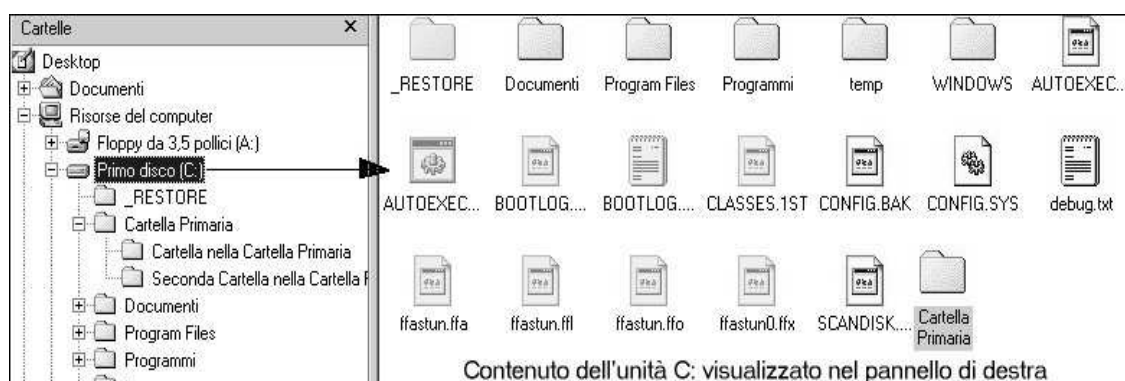 Cartelle
Desktop
Documenti
Risorse del computer
Floppy da 3,5 pollici (A:)
Primo disco (C:)
_RESTORE
Cartella Primaria
Cartella nella Cartella Primaria
Seconda Cartella nella Cartella
Documenti
Program Files
Programmi
_RESTORE Documenti Program Files Programmi temp WINDOWS AUTOEXEC...
AUTOEXEC... BOOTLOG.... BOOTLOG.... CLASSES.1ST CONFIG.BAK CONFIG.SYS debug.txt
ffastun.ffa ffastun.ffl ffastun.ffo ffastun0.ffx SCANDISK.... Cartella
Primaria
Contenuto dell'unità C: visualizzato nel pannello di destra